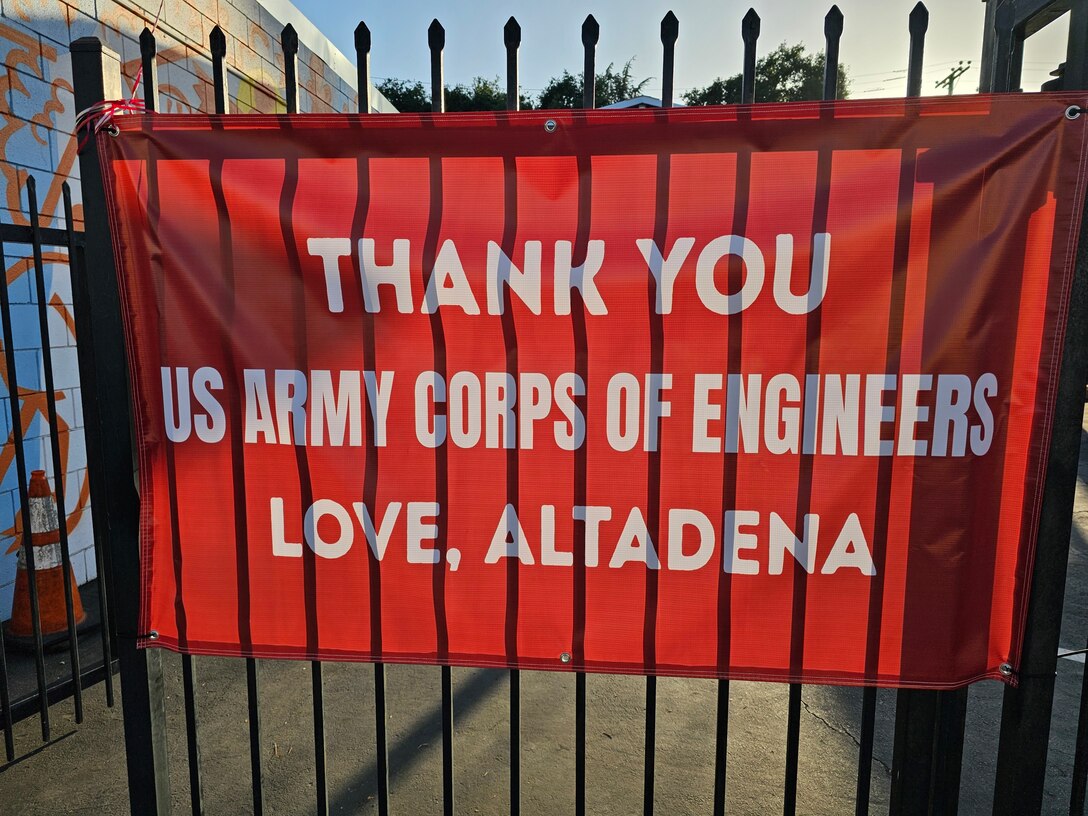 THANK YOU
US ARMY CORPS OF ENGINEERS
LOVE, ALTADENA